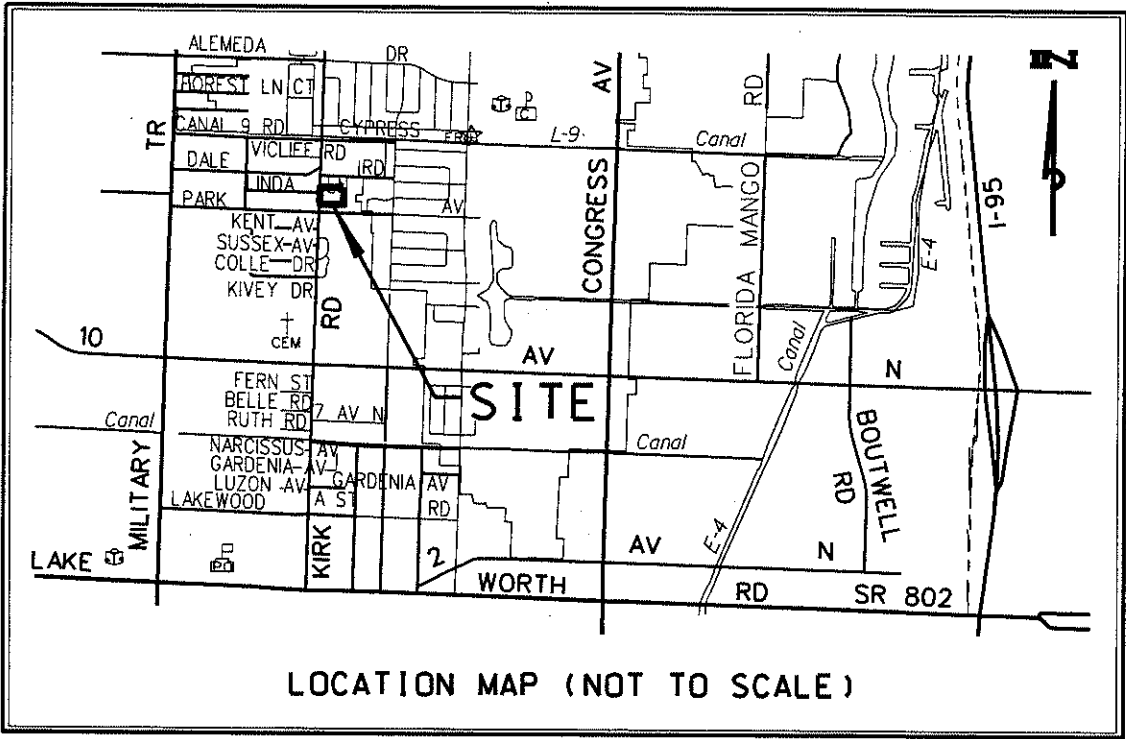 ALEMEDA DR
FOREST LN CT
CANAL 9 RD
CYPRESS
VICLIFF RD
DALE
IRD
INDA
PARK
AV
TR
KENT AV
SUSSEX-AV
COLLE DR
KIVEY DR
RD
CEM
P
C
L-9
Canal
AV
CONGRESS
RD
FLORIDA MANGO
I-95
E-4
N
10
AV
N
SITE
Canal
FERN ST
BELLE RD
RUTH RD
7 AV N
Canal
Canal
NARCISSUS-AV
GARDENIA-AV
LUZON -AV
GARDENIA AV
LAKEWOOD
A ST
RD
MILITARY
KIRK
2
BOUTWELL
RD
E-4
AV
N
LAKE
PO
WORTH
RD
SR 802
LOCATION MAP (NOT TO SCALE)